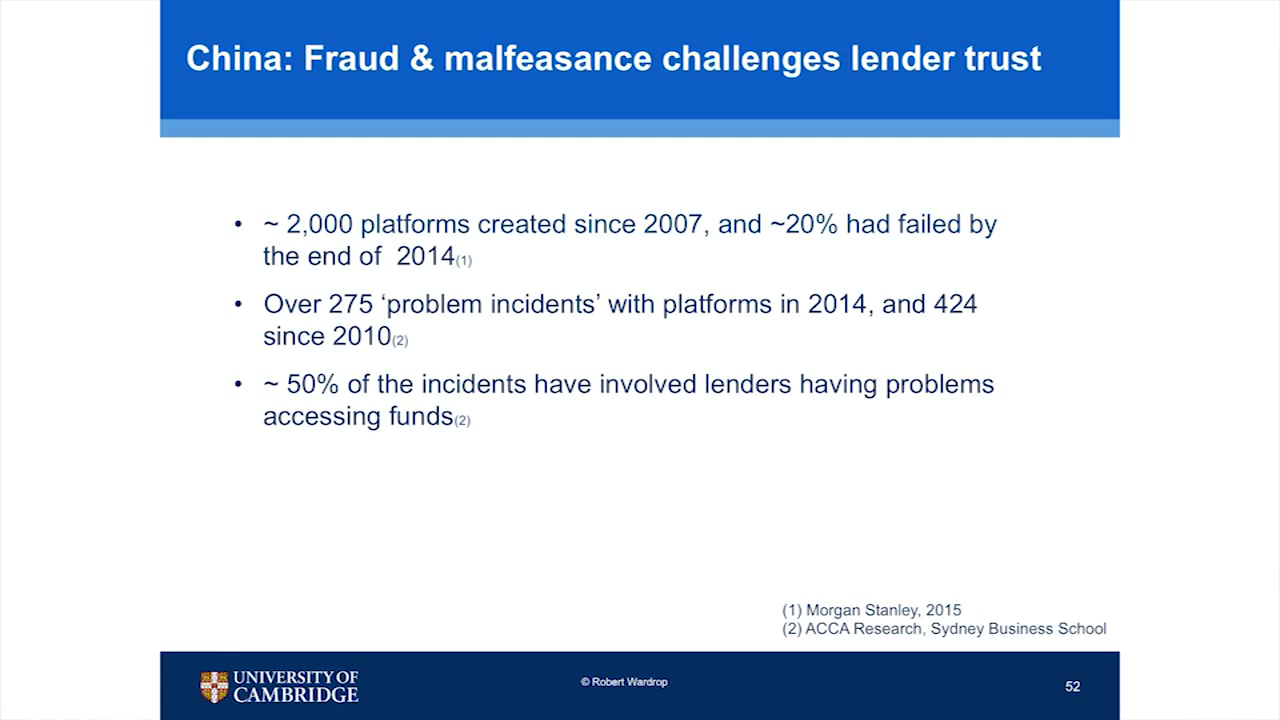 China: Fraud & malfeasance challenges lender trust
• ~ 2,000 platforms created since 2007, and ~20% had failed by
the end of 2014(1)
• Over 275 ‘problem incidents’ with platforms in 2014, and 424
since 2010(2)
• ~ 50% of the incidents have involved lenders having problems
accessing funds(2)
(1) Morgan Stanley, 2015
(2) ACCA Research, Sydney Business School
UNIVERSITY OF
CAMBRIDGE
© Robert Wardrop
52